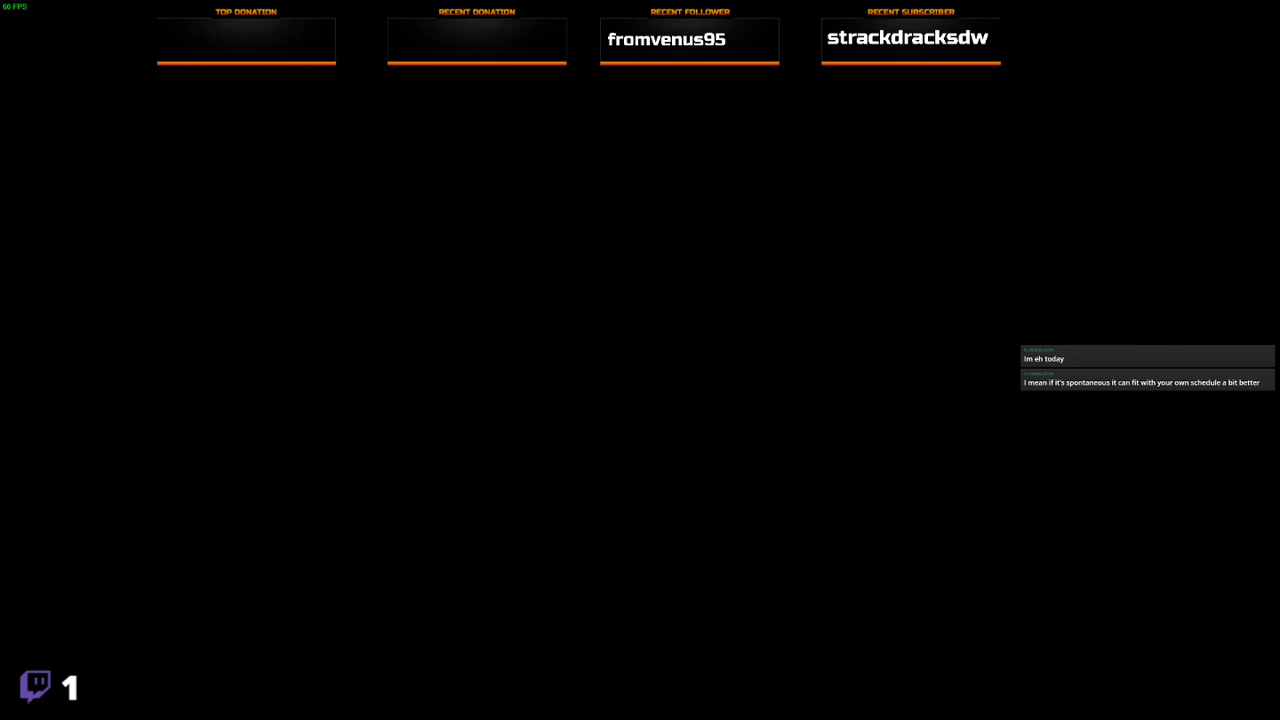 60 FPS
TOP DONATION
RECENT DONATION
RECENT FOLLOWER
RECENT SUBSCRIBER
fromvenus95
strackdracksdw
Im eh today
I mean if it's spontaneous it can fit with your own schedule a bit better
1